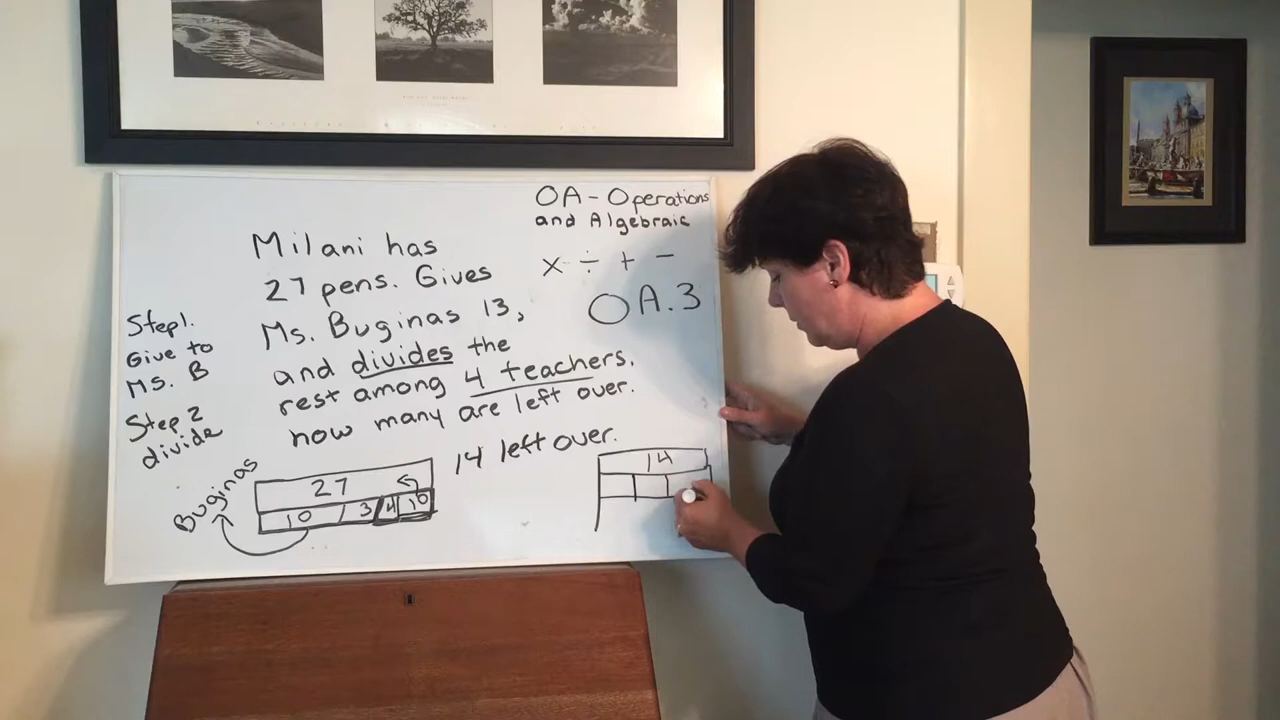 OA - Operations
and Algebraic
x ÷ + -
OA.3
Milani has
27 pens. Gives
Ms. Buginas 13,
and divides the
rest among 4 teachers.
how many are left over.
Step1.
Give to
Ms. B
Step 2
divide
14 left over.
Buginas
27
10 / 3 4 10
14